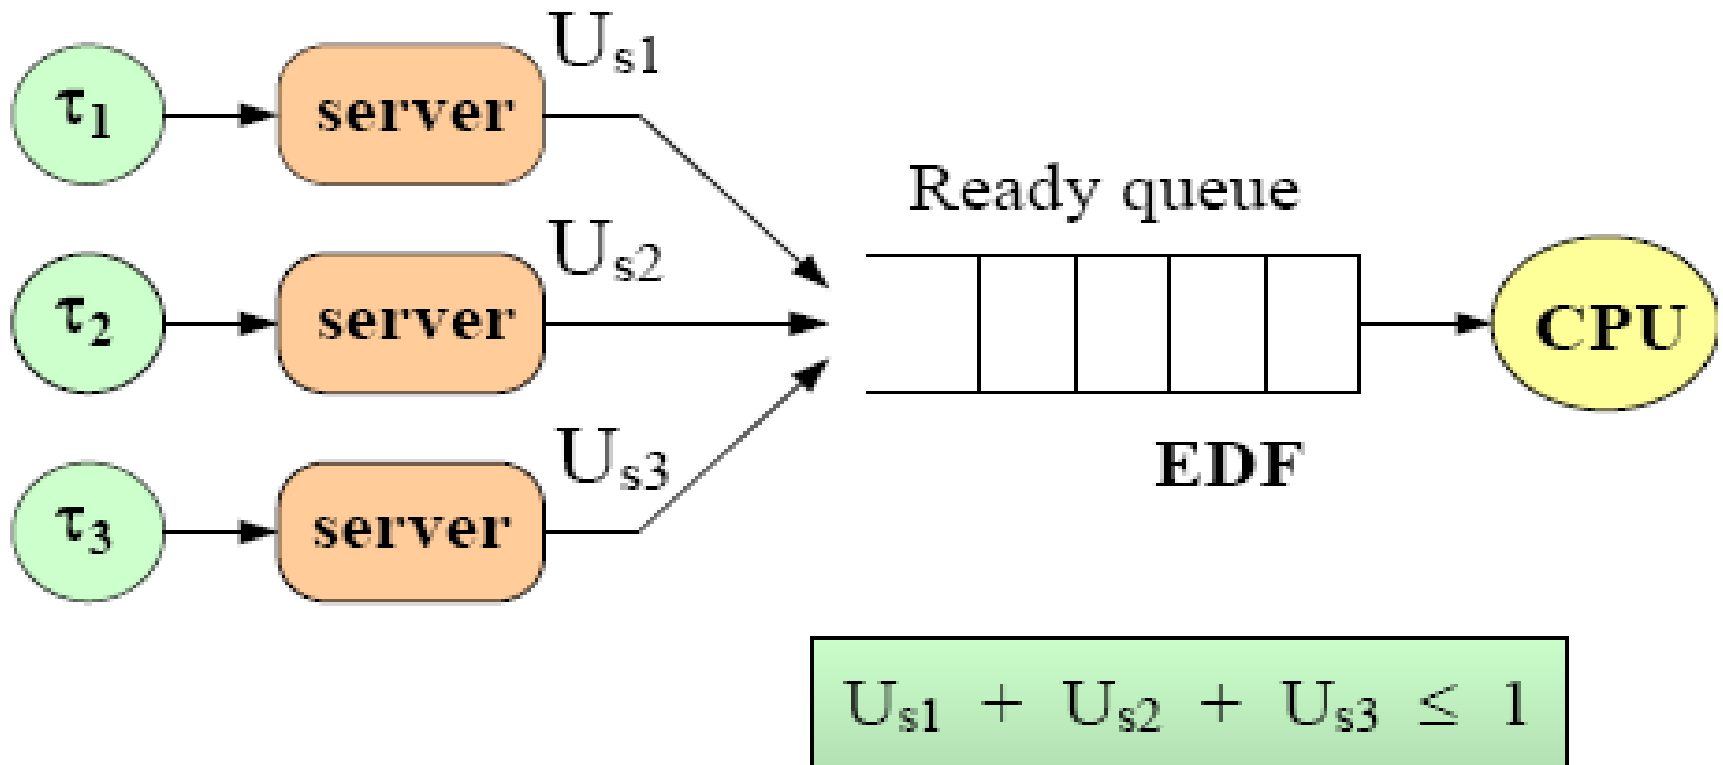 τ₁
server
Uₛ₁
τ₂
server
Uₛ₂
τ₃
server
Uₛ₃
Ready queue
EDF
CPU
Uₛ₁ + Uₛ₂ + Uₛ₃ ≤ 1